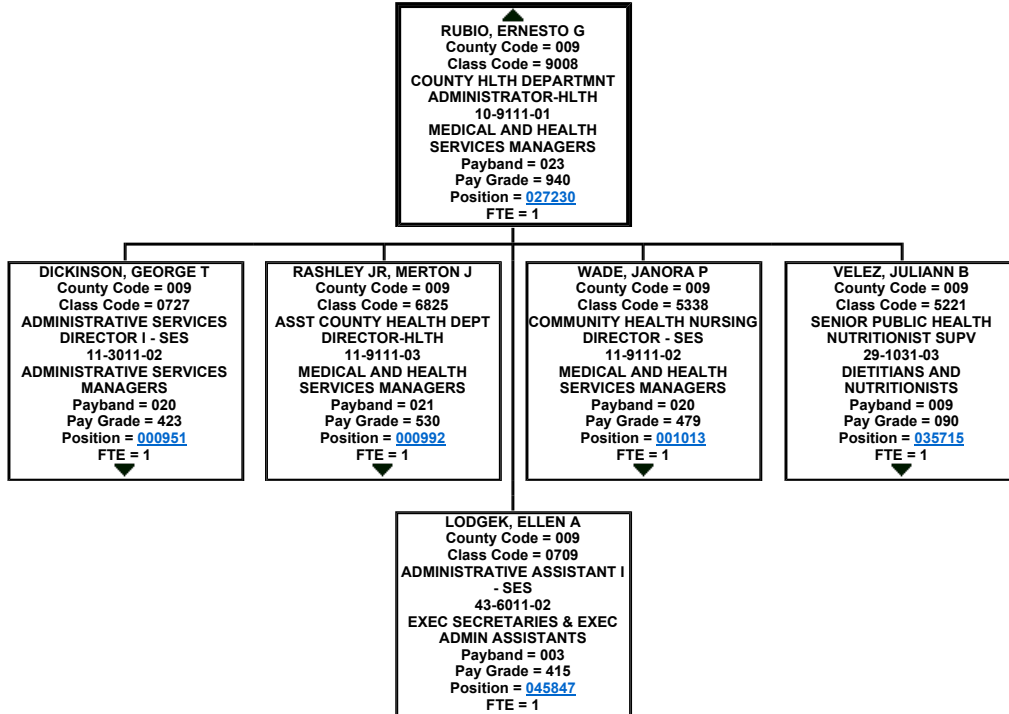 RUBIO, ERNESTO G
County Code = 009
Class Code = 9008
COUNTY HLTH DEPARTMNT
ADMINISTRATOR-HLTH
10-9111-01
MEDICAL AND HEALTH
SERVICES MANAGERS
Payband = 023
Pay Grade = 940
Position = 027230
FTE = 1
DICKINSON, GEORGE T
County Code = 009
Class Code = 0727
ADMINISTRATIVE SERVICES
DIRECTOR I - SES
11-3011-02
ADMINISTRATIVE SERVICES
MANAGERS
Payband = 020
Pay Grade = 423
Position = 000951
FTE = 1
RASHLEY JR, MERTON J
County Code = 009
Class Code = 6825
ASST COUNTY HEALTH DEPT
DIRECTOR-HLTH
11-9111-03
MEDICAL AND HEALTH
SERVICES MANAGERS
Payband = 021
Pay Grade = 530
Position = 000992
FTE = 1
WADE, JANORA P
County Code = 009
Class Code = 5338
COMMUNITY HEALTH NURSING
DIRECTOR - SES
11-9111-02
MEDICAL AND HEALTH
SERVICES MANAGERS
Payband = 020
Pay Grade = 479
Position = 001013
FTE = 1
VELEZ, JULIANN B
County Code = 009
Class Code = 5221
SENIOR PUBLIC HEALTH
NUTRITIONIST SUPV
29-1031-03
DIETITIANS AND
NUTRITIONISTS
Payband = 009
Pay Grade = 090
Position = 035715
FTE = 1
LODGEK, ELLEN A
County Code = 009
Class Code = 0709
ADMINISTRATIVE ASSISTANT I
- SES
43-6011-02
EXEC SECRETARIES & EXEC
ADMIN ASSISTANTS
Payband = 003
Pay Grade = 415
Position = 045847
FTE = 1